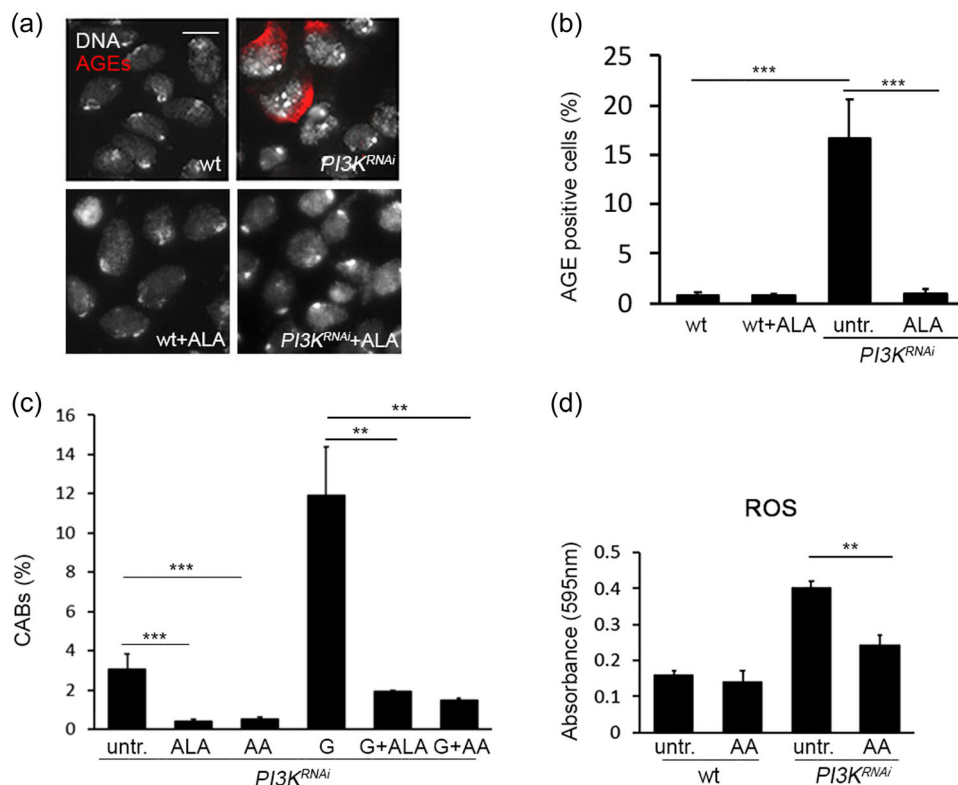 (a)
DNA
AGEs
wt
PI3K^RNAi
wt+ALA
PI3K^RNAi+ALA
(b)
AGE positive cells (%)
25
20
15
10
5
0
***
***
wt
wt+ALA
untr.
ALA
PI3K^RNAi
(c)
CABs (%)
16
14
12
10
8
6
4
2
0
***
***
**
**
untr.
ALA
AA
G
G+ALA
G+AA
PI3K^RNAi
(d)
ROS
Absorbance (595nm)
0.5
0.4
0.3
0.2
0.1
0
**
untr.
AA
untr.
AA
wt
PI3K^RNAi